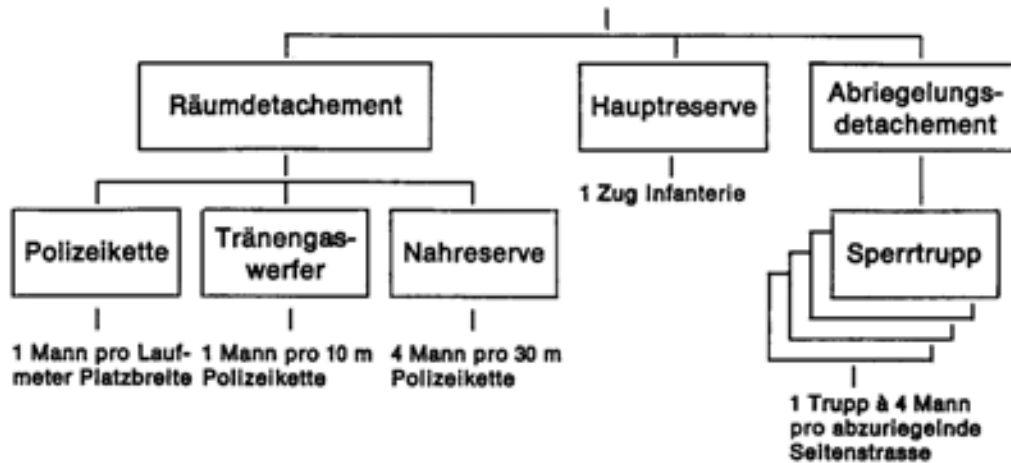 Räumdetachement
Hauptreserve
Abriegelungs-
detachement
1 Zug Infanterie
Polizeikette
Tränengas-
werfer
Nahreserve
Sperrtrupp
1 Mann pro Lauf-
meter Platzbreite
1 Mann pro 10 m
Polizeikette
4 Mann pro 30 m
Polizeikette
1 Trupp à 4 Mann
pro abzuriegelnde
Seitenstrasse